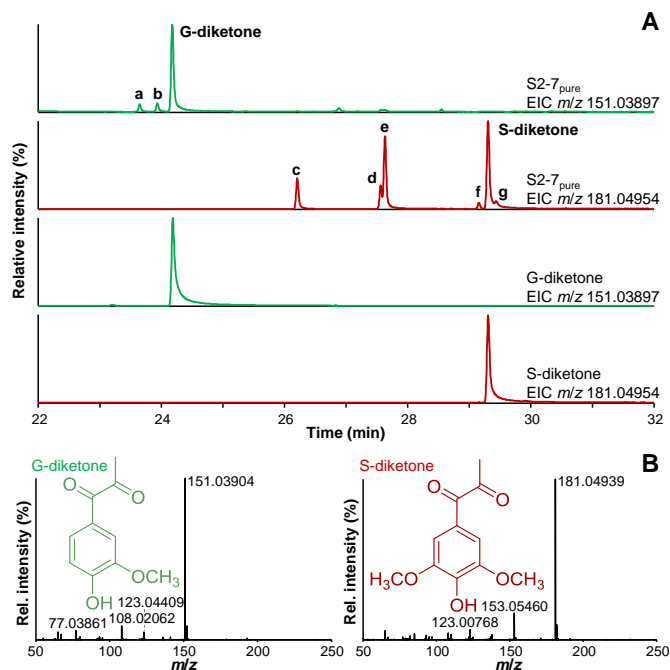 A
G-diketone
a
b
S2-7pure
EIC m/z 151.03897
S-diketone
c
d
e
f
g
S2-7pure
EIC m/z 181.04954
G-diketone
EIC m/z 151.03897
S-diketone
EIC m/z 181.04954
Relative intensity (%)
22 24 26 28 30 32
Time (min)
B
G-diketone
O
O
OCH3
OH
151.03904
123.04409
108.02062
77.03861
Rel. intensity (%)
50 100 150 200 250
m/z
S-diketone
O
O
H3CO
OCH3
OH
181.04939
153.05460
123.00768
Rel. intensity (%)
50 100 150 200 250
m/z